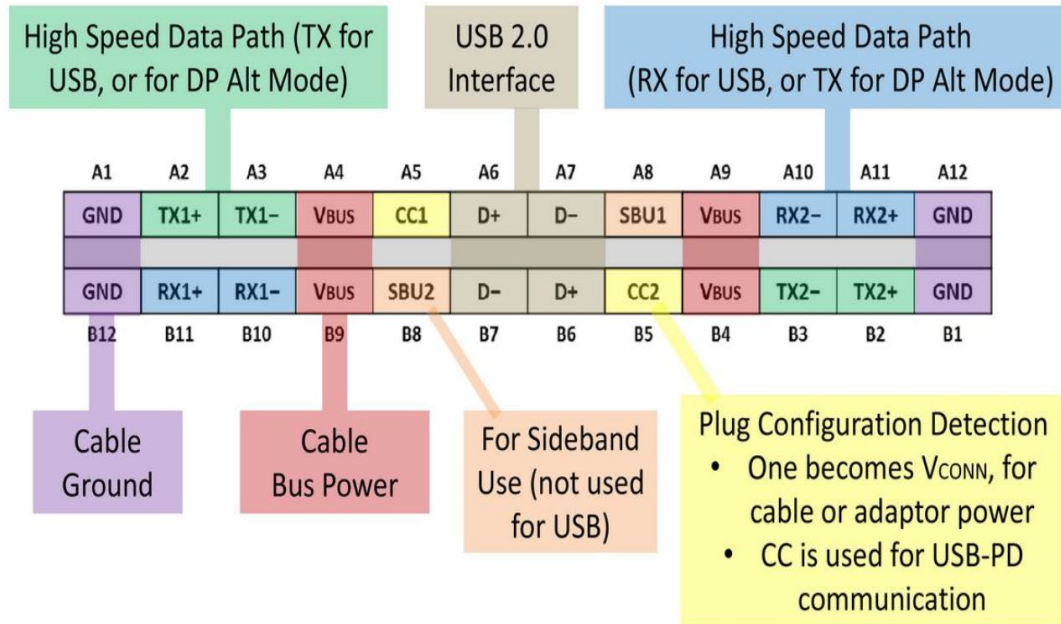 High Speed Data Path (TX for
USB, or for DP Alt Mode)
USB 2.0
Interface
High Speed Data Path
(RX for USB, or TX for DP Alt Mode)
A1 A2 A3 A4 A5 A6 A7 A8 A9 A10 A11 A12
GND TX1+ TX1− VBUS CC1 D+ D− SBU1 VBUS RX2− RX2+ GND
GND RX1+ RX1− VBUS SBU2 D− D+ CC2 VBUS TX2− TX2+ GND
B12 B11 B10 B9 B8 B7 B6 B5 B4 B3 B2 B1
Cable
Ground
Cable
Bus Power
For Sideband
Use (not used
for USB)
Plug Configuration Detection
• One becomes VCONN, for
cable or adaptor power
• CC is used for USB-PD
communication